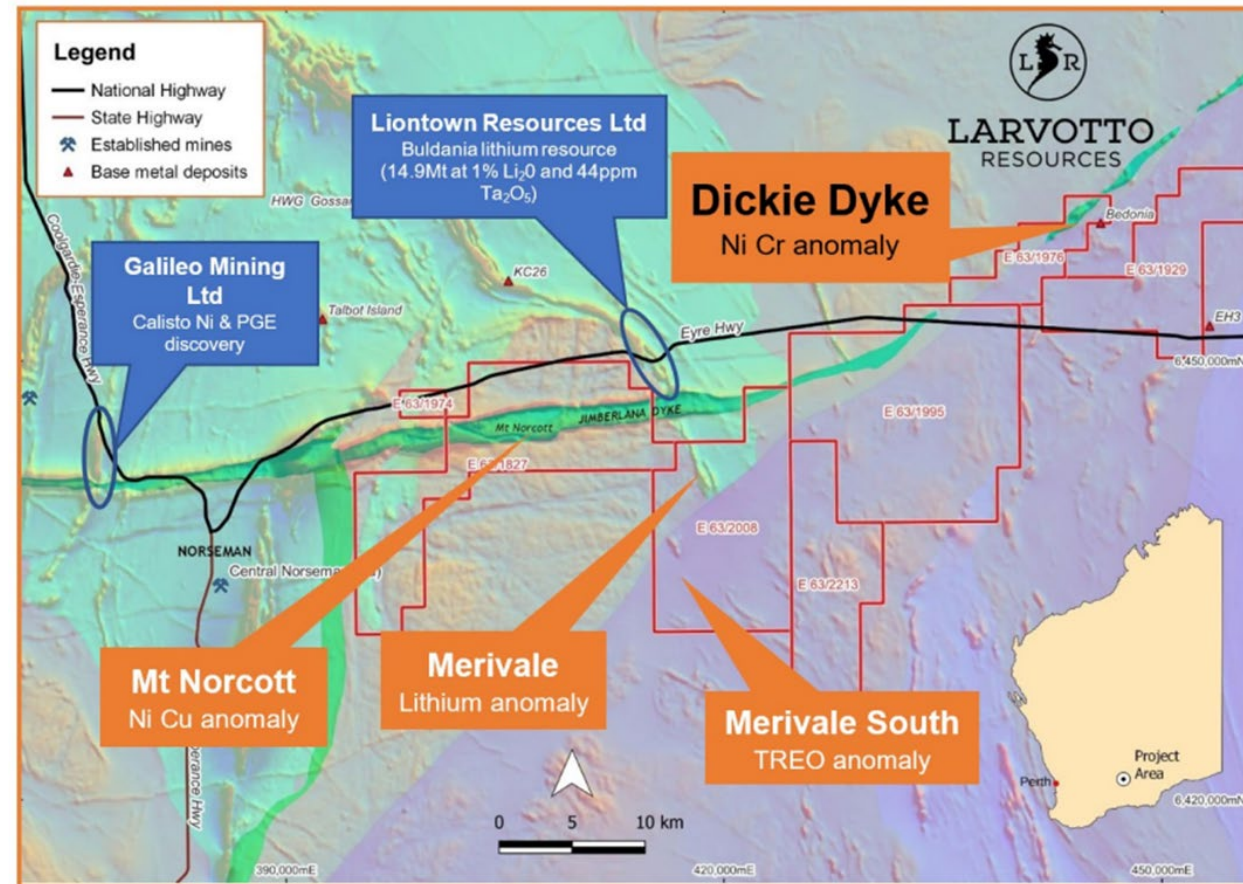 Legend
National Highway
State Highway
Established mines
Base metal deposits
Liontown Resources Ltd
Buldania lithium resource
(14.9Mt at 1% Li₂0 and 44ppm
Ta₂O₅)
L R
LARVOTTO
RESOURCES
Dickie Dyke
Ni Cr anomaly
HWG
Coolgardie-Esperance Hwy
Galileo Mining
Ltd
Calisto Ni & PGE
discovery
KC26
Talbot Island
Bedonia
E 63/1976
E 63/1929
EH3
Eyre Hwy
6,450,000mN
E 63/1974
JIMBERLANA DYKE
Mt Norcott
E 63/1995
E 63/1827
E 63/2008
NORSEMAN
Central
E 63/2213
Mt Norcott
Ni Cu anomaly
Merivale
Lithium anomaly
Merivale South
TREO anomaly
Hwy
Project
Area
Perth
6,420,000mN
0 5 10 km
390,000mE
420,000mE
450,000mE